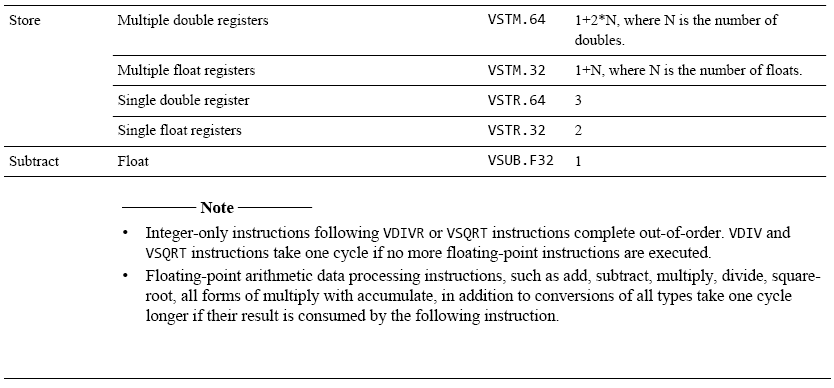 Store Multiple double registers VSTM.64 1+2*N, where N is the number of
doubles.
Multiple float registers VSTM.32 1+N, where N is the number of floats.
Single double register VSTR.64 3
Single float registers VSTR.32 2
Subtract Float VSUB.F32 1
Note
• Integer-only instructions following VDIVR or VSQRT instructions complete out-of-order. VDIV and
VSQRT instructions take one cycle if no more floating-point instructions are executed.
• Floating-point arithmetic data processing instructions, such as add, subtract, multiply, divide, square-
root, all forms of multiply with accumulate, in addition to conversions of all types take one cycle
longer if their result is consumed by the following instruction.